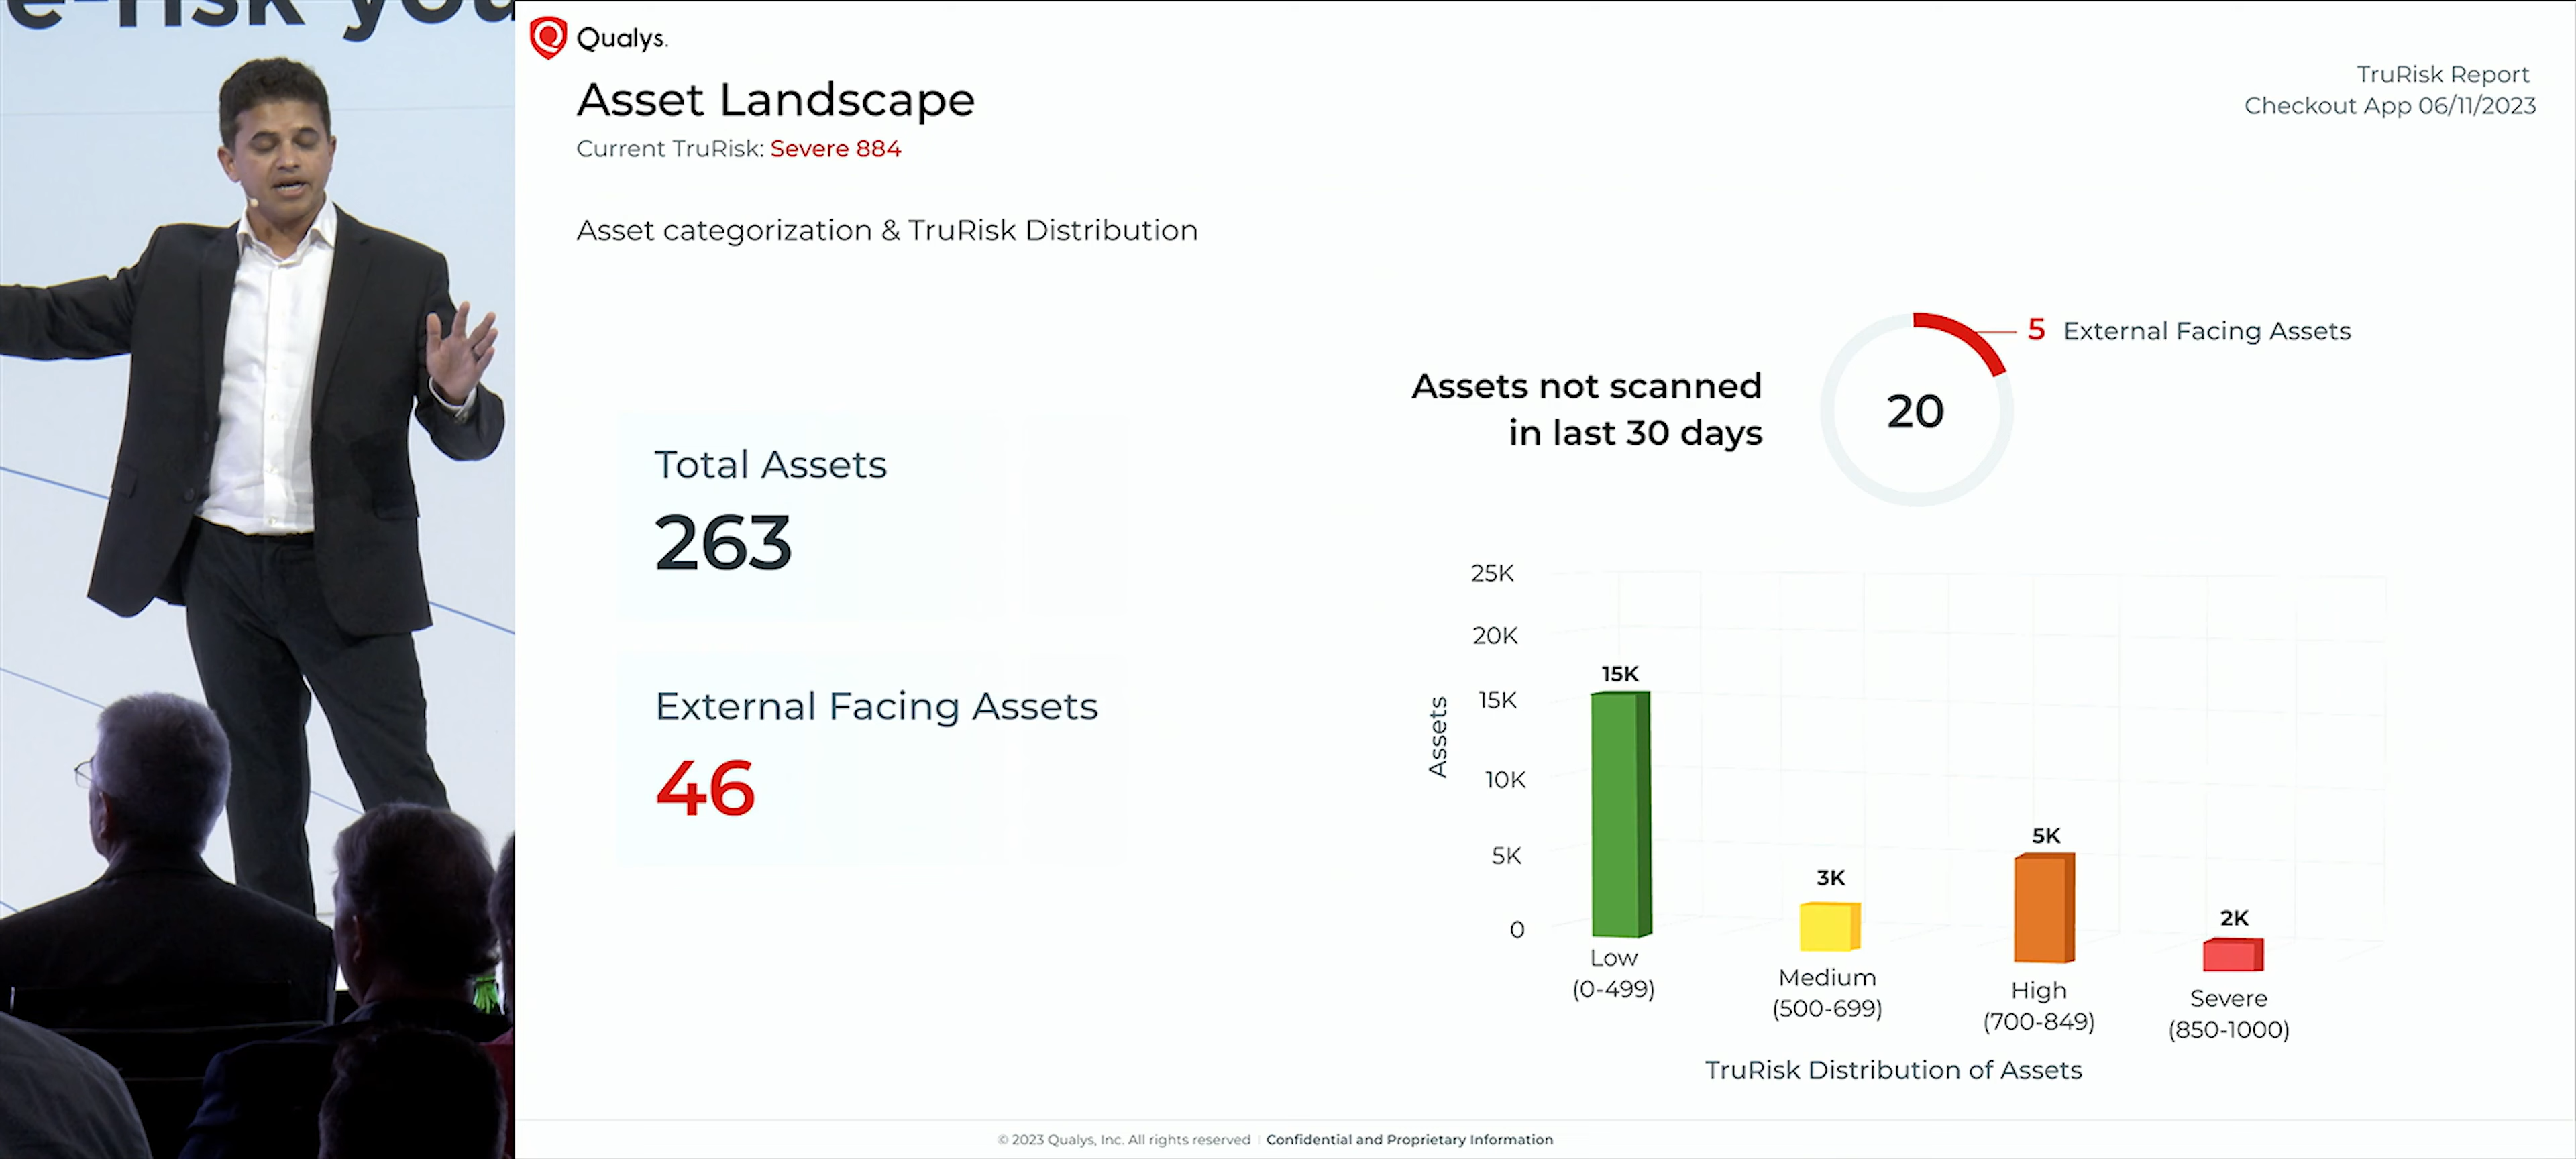 e-risk you
Qualys.
Asset Landscape
Current TruRisk: Severe 884
TruRisk Report
Checkout App 06/11/2023
Asset categorization & TruRisk Distribution
Total Assets
263
External Facing Assets
46
Assets not scanned
in last 30 days
20
5 External Facing Assets
25K
20K
15K
10K
5K
0
Assets
15K
3K
5K
2K
Low
(0-499)
Medium
(500-699)
High
(700-849)
Severe
(850-1000)
TruRisk Distribution of Assets
© 2023 Qualys, Inc. All rights reserved | Confidential and Proprietary Information